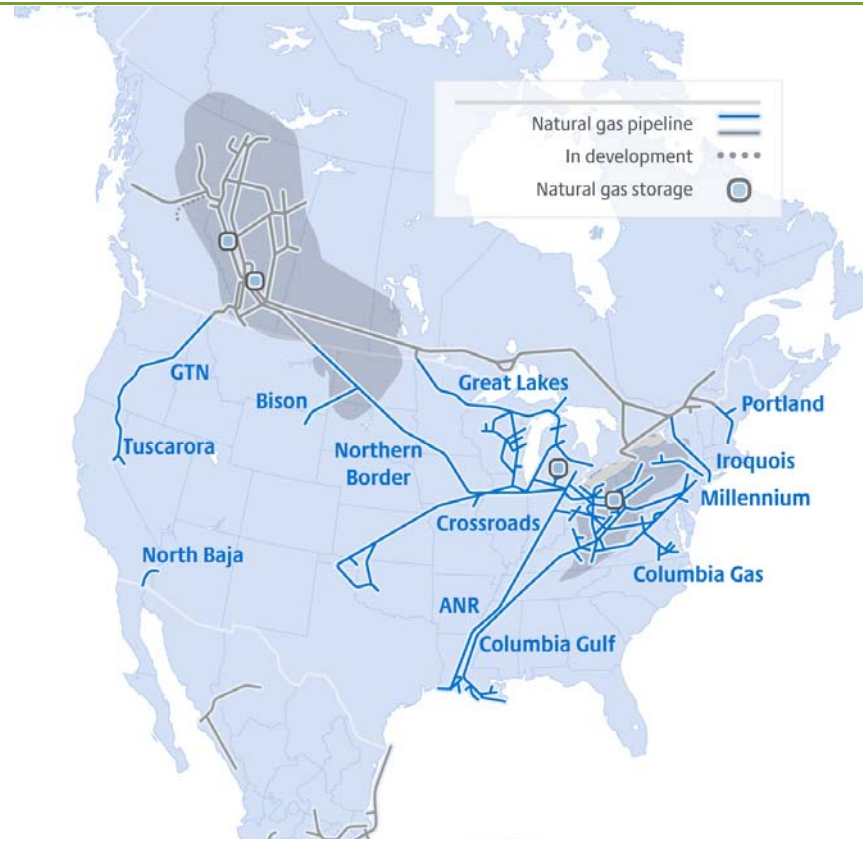 Natural gas pipeline
In development
Natural gas storage
GTN
Great Lakes
Bison
Portland
Tuscarora
Northern
Border
Iroquois
Millennium
Crossroads
North Baja
Columbia Gas
ANR
Columbia Gulf